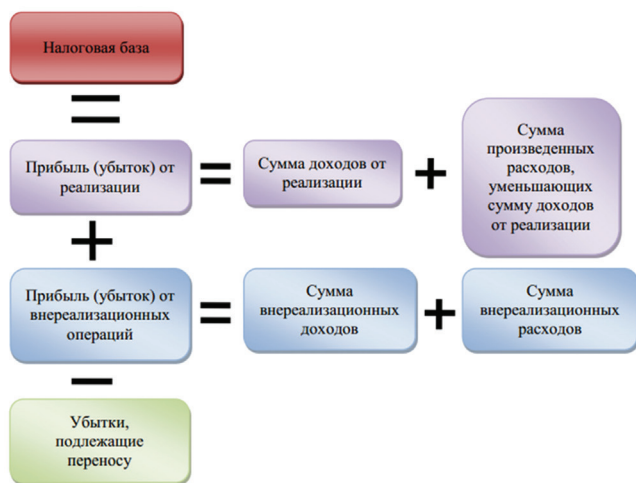 Налоговая база
=
Прибыль (убыток) от
реализации
=
Сумма доходов от
реализации
+
Сумма
произведенных
расходов,
уменьшающих
сумму доходов
от реализации
+
Прибыль (убыток) от
внереализационных
операций
=
Сумма
внереализационных
доходов
+
Сумма
внереализационных
расходов
−
Убытки,
подлежащие
переносу